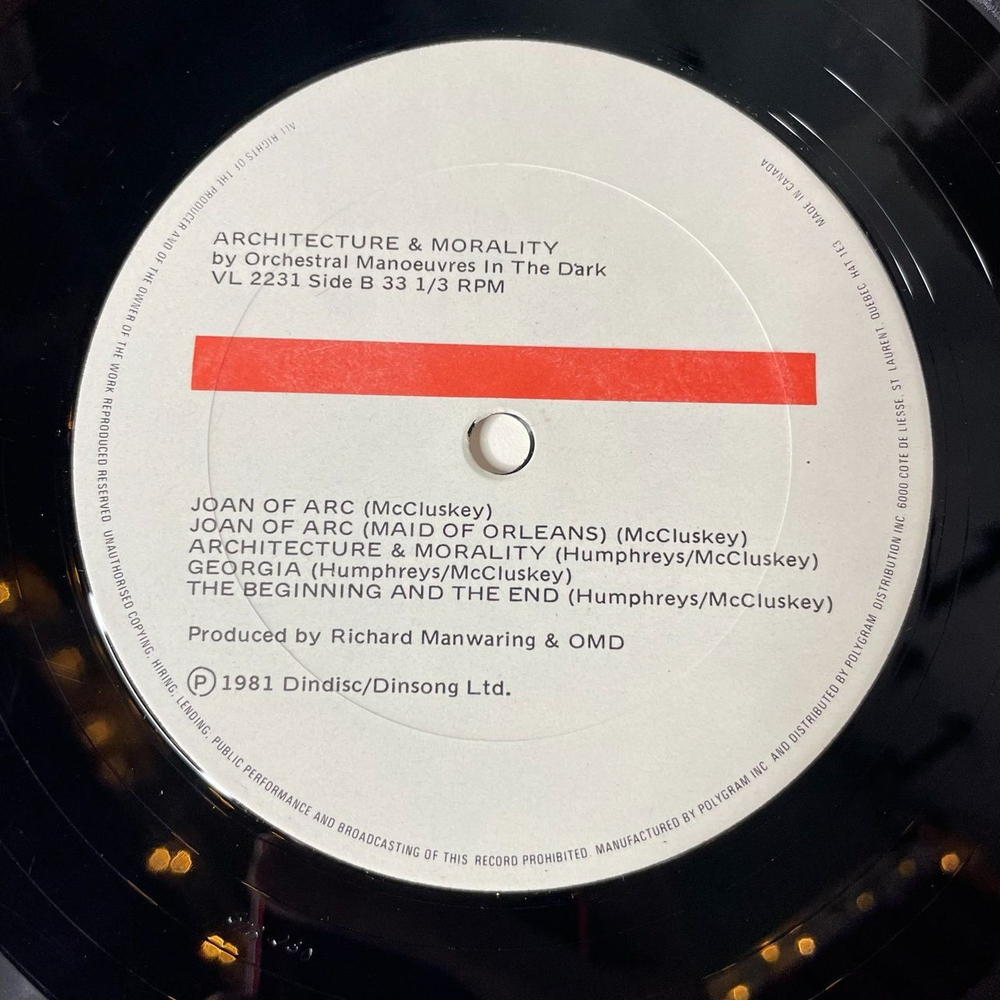 ARCHITECTURE & MORALITY
by Orchestral Manoeuvres In The Dark
VL 2231 Side B 33 1/3 RPM
JOAN OF ARC (McCluskey)
JOAN OF ARC (MAID OF ORLEANS) (McCluskey)
ARCHITECTURE & MORALITY (Humphreys/McCluskey)
GEORGIA (Humphreys/McCluskey)
THE BEGINNING AND THE END (Humphreys/McCluskey)
Produced by Richard Manwaring & OMD
Ⓟ 1981 Dindisc/Dinsong Ltd.
ALL RIGHTS OF THE PRODUCER AND OF THE OWNER OF THE WORK REPRODUCED RESERVED UNAUTHORISED COPYING, HIRING, LENDING, PUBLIC PERFORMANCE AND BROADCASTING OF THIS RECORD PROHIBITED. MANUFACTURED BY POLYGRAM INC AND DISTRIBUTED BY POLYGRAM DISTRIBUTION INC 6000 COTE DE LIESSE, ST LAURENT, QUEBEC H4T 1E3 MADE IN CANADA